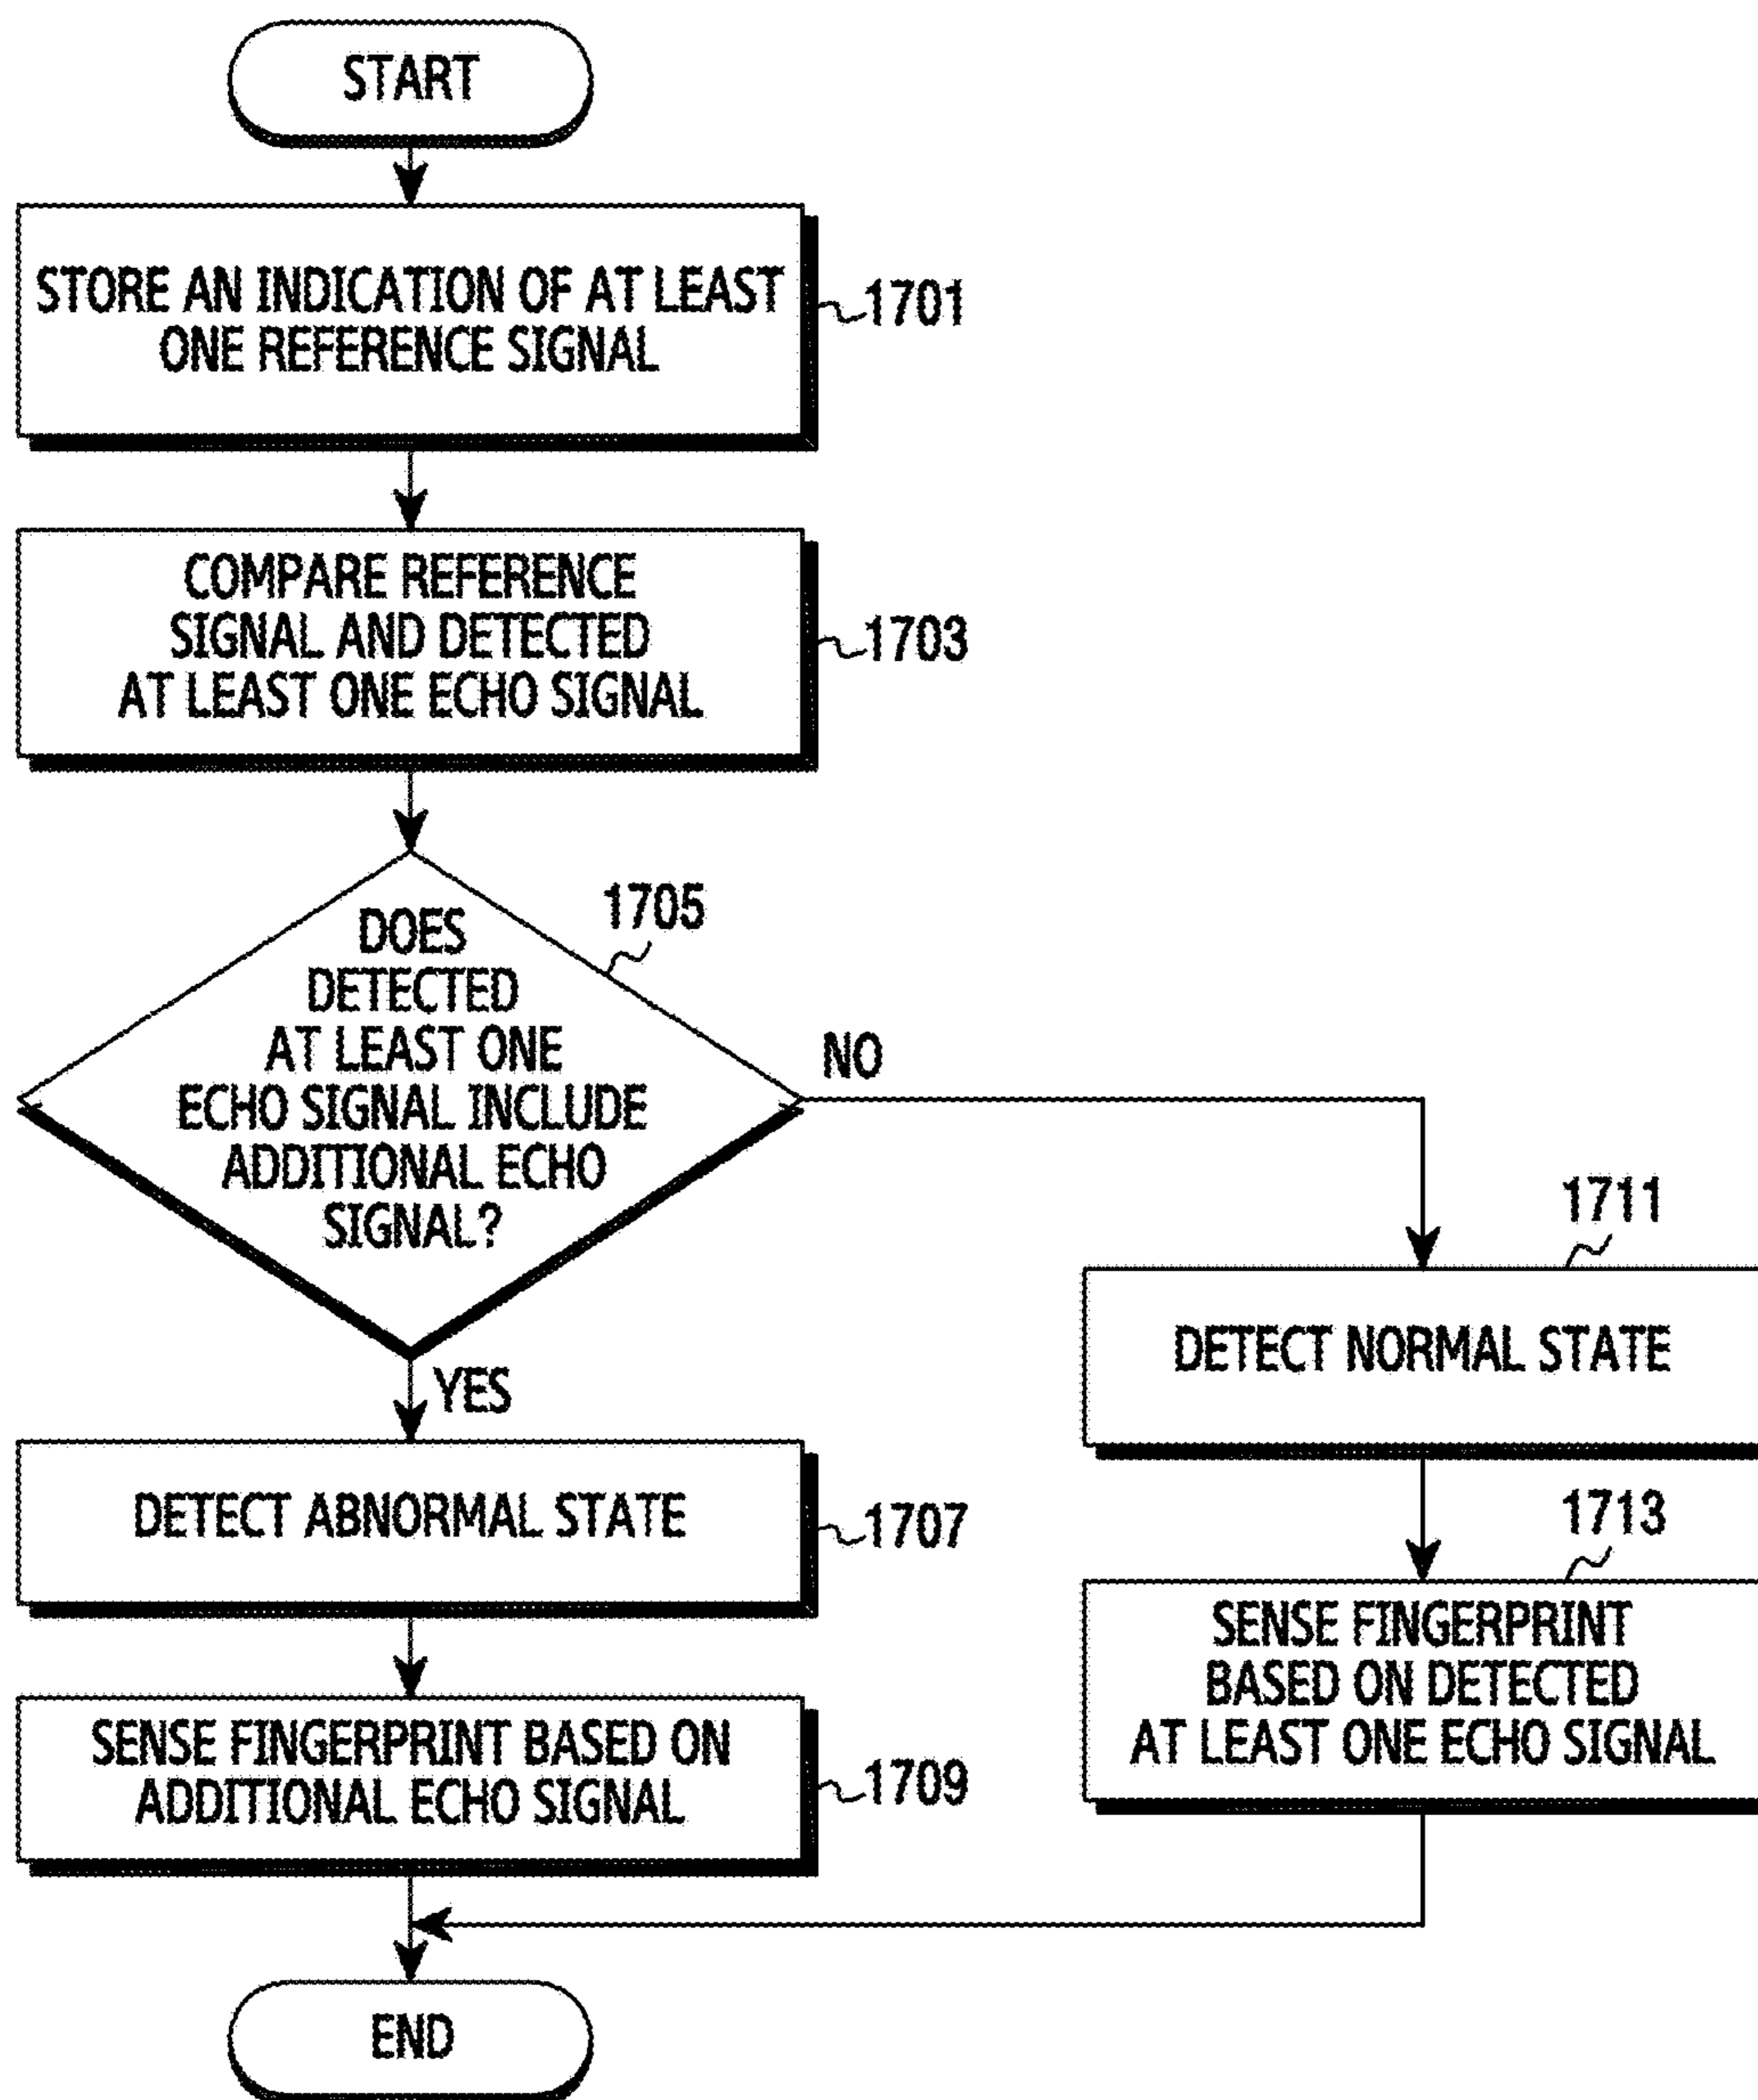 START
STORE AN INDICATION OF AT LEAST
ONE REFERENCE SIGNAL
1701
COMPARE REFERENCE
SIGNAL AND DETECTED
AT LEAST ONE ECHO SIGNAL
1703
DOES
DETECTED
AT LEAST ONE
ECHO SIGNAL INCLUDE
ADDITIONAL ECHO
SIGNAL?
1705
NO
YES
DETECT ABNORMAL STATE
1707
SENSE FINGERPRINT BASED ON
ADDITIONAL ECHO SIGNAL
1709
1711
DETECT NORMAL STATE
1713
SENSE FINGERPRINT
BASED ON DETECTED
AT LEAST ONE ECHO SIGNAL
END